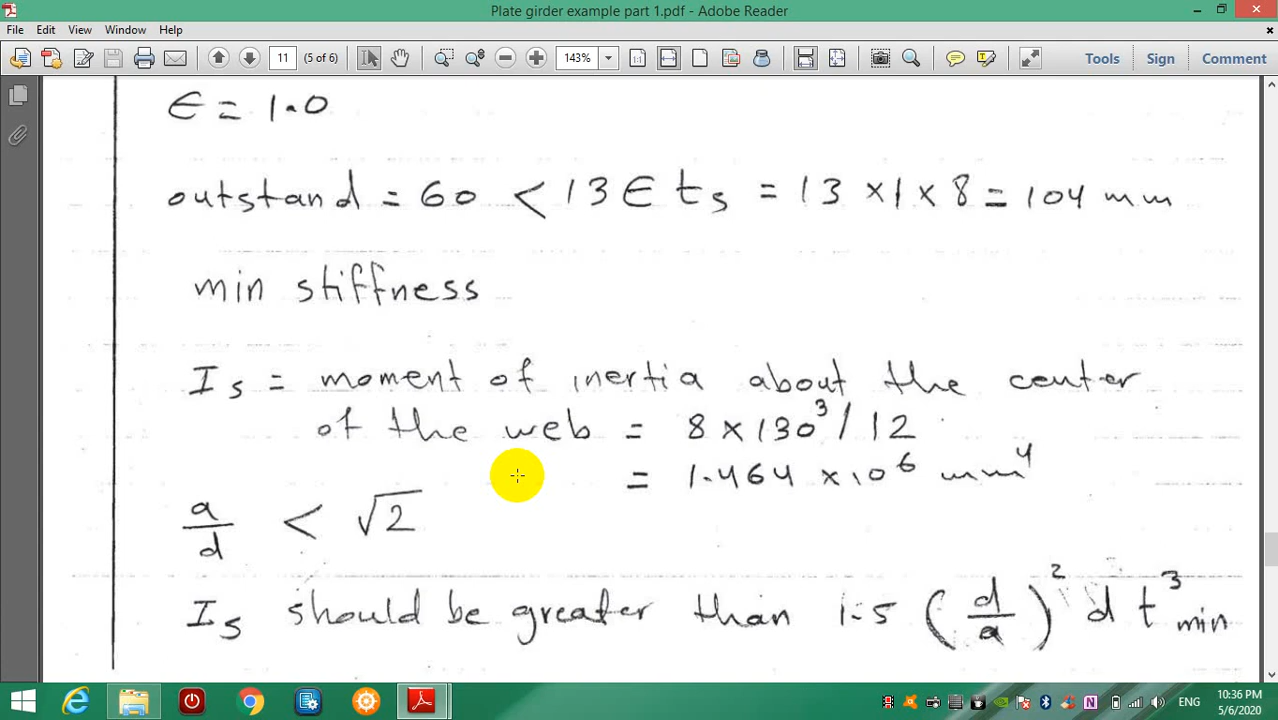 Plate girder example part 1.pdf - Adobe Reader
File Edit View Window Help
11 (5 of 6) 143% Tools Sign Comment
ϵ = 1.0
outstand = 60 < 13 ϵ ts = 13 × 1 × 8 = 104 mm
min stiffness
Is = moment of inertia about the center
of the web = 8 × 130³ / 12
= 1.464 × 10⁶ mm⁴
a/d < √2
Is should be greater than 1.5 (d/a)² d t³min
ENG
10:36 PM
5/6/2020